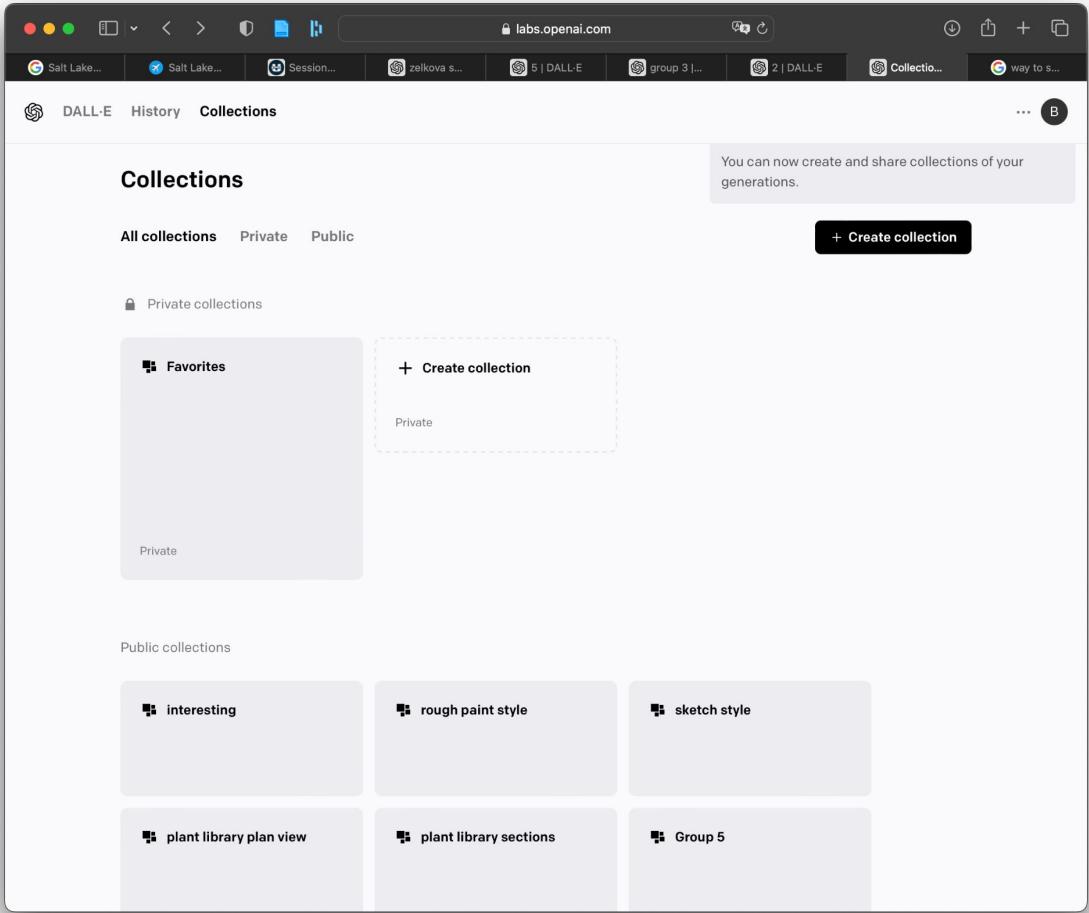 labs.openai.com
Salt Lake...
Salt Lake...
Session...
zelkova s...
5 | DALL·E
group 3 |...
2 | DALL·E
Collectio...
way to s...
DALL·E History Collections
... B
Collections
You can now create and share collections of your
generations.
All collections Private Public
+ Create collection
Private collections
Favorites
Private
+ Create collection
Private
Public collections
interesting
rough paint style
sketch style
plant library plan view
plant library sections
Group 5